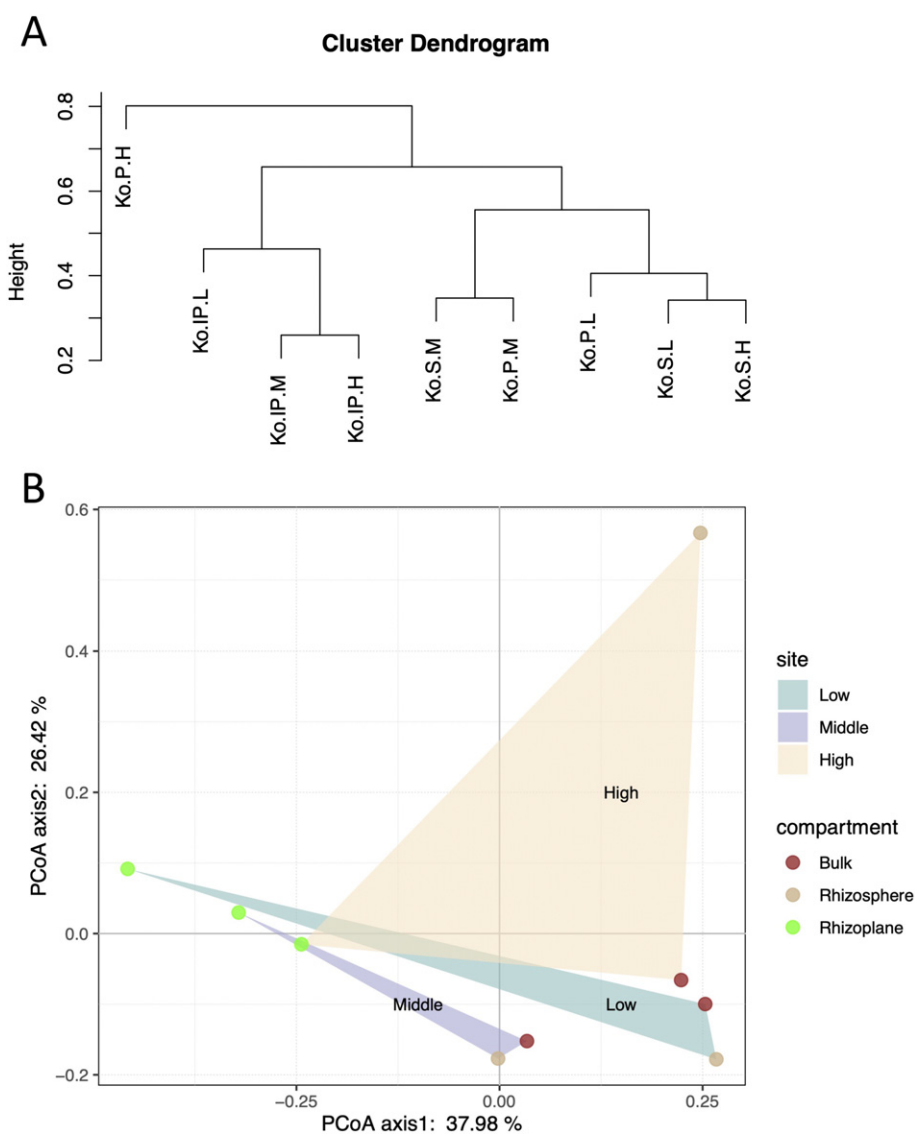 A
Cluster Dendrogram
Height
0.8
0.6
0.4
0.2
Ko.P.H
Ko.IP.L
Ko.IP.M
Ko.IP.H
Ko.S.M
Ko.P.M
Ko.P.L
Ko.S.L
Ko.S.H
B
PCoA axis2: 26.42 %
0.6
0.4
0.2
0.0
−0.2
High
Middle
Low
−0.25
0.00
0.25
PCoA axis1: 37.98 %
site
Low
Middle
High
compartment
Bulk
Rhizosphere
Rhizoplane